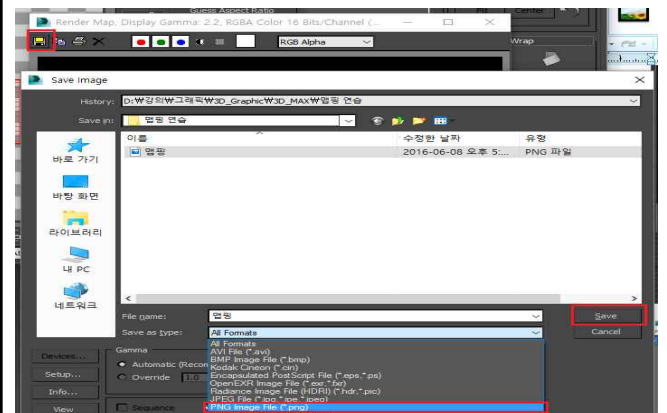 Guess Aspect Ratio
Center
Render Map, Display Gamma: 2.2, RGBA Color 16 Bits/Channel (...
RGB Alpha
Wrap
Save Image
History: D:₩강의₩그래픽₩3D_Graphic₩3D_MAX₩맵핑 연습
Save in: 맵핑 연습
이름 수정한 날짜 유형
맵핑 2016-06-08 오후 5:... PNG 파일
바로 가기
바탕 화면
라이브러리
내 PC
네트워크
File name: 맵핑 Save
Save as type: All Formats Cancel
All Formats
AVI File (*.avi)
BMP Image File (*.bmp)
Kodak Cineon (*.cin)
Encapsulated PostScript File (*.eps,*.ps)
OpenEXR Image File (*.exr,*.fxr)
Radiance Image File (HDRI) (*.hdr,*.pic)
JPEG File (*.jpg,*.jpe,*.jpeg)
PNG Image File (*.png)
Devices...
Setup...
Info...
View
Gamma
Automatic (Recon
Override 1.0
Sequence